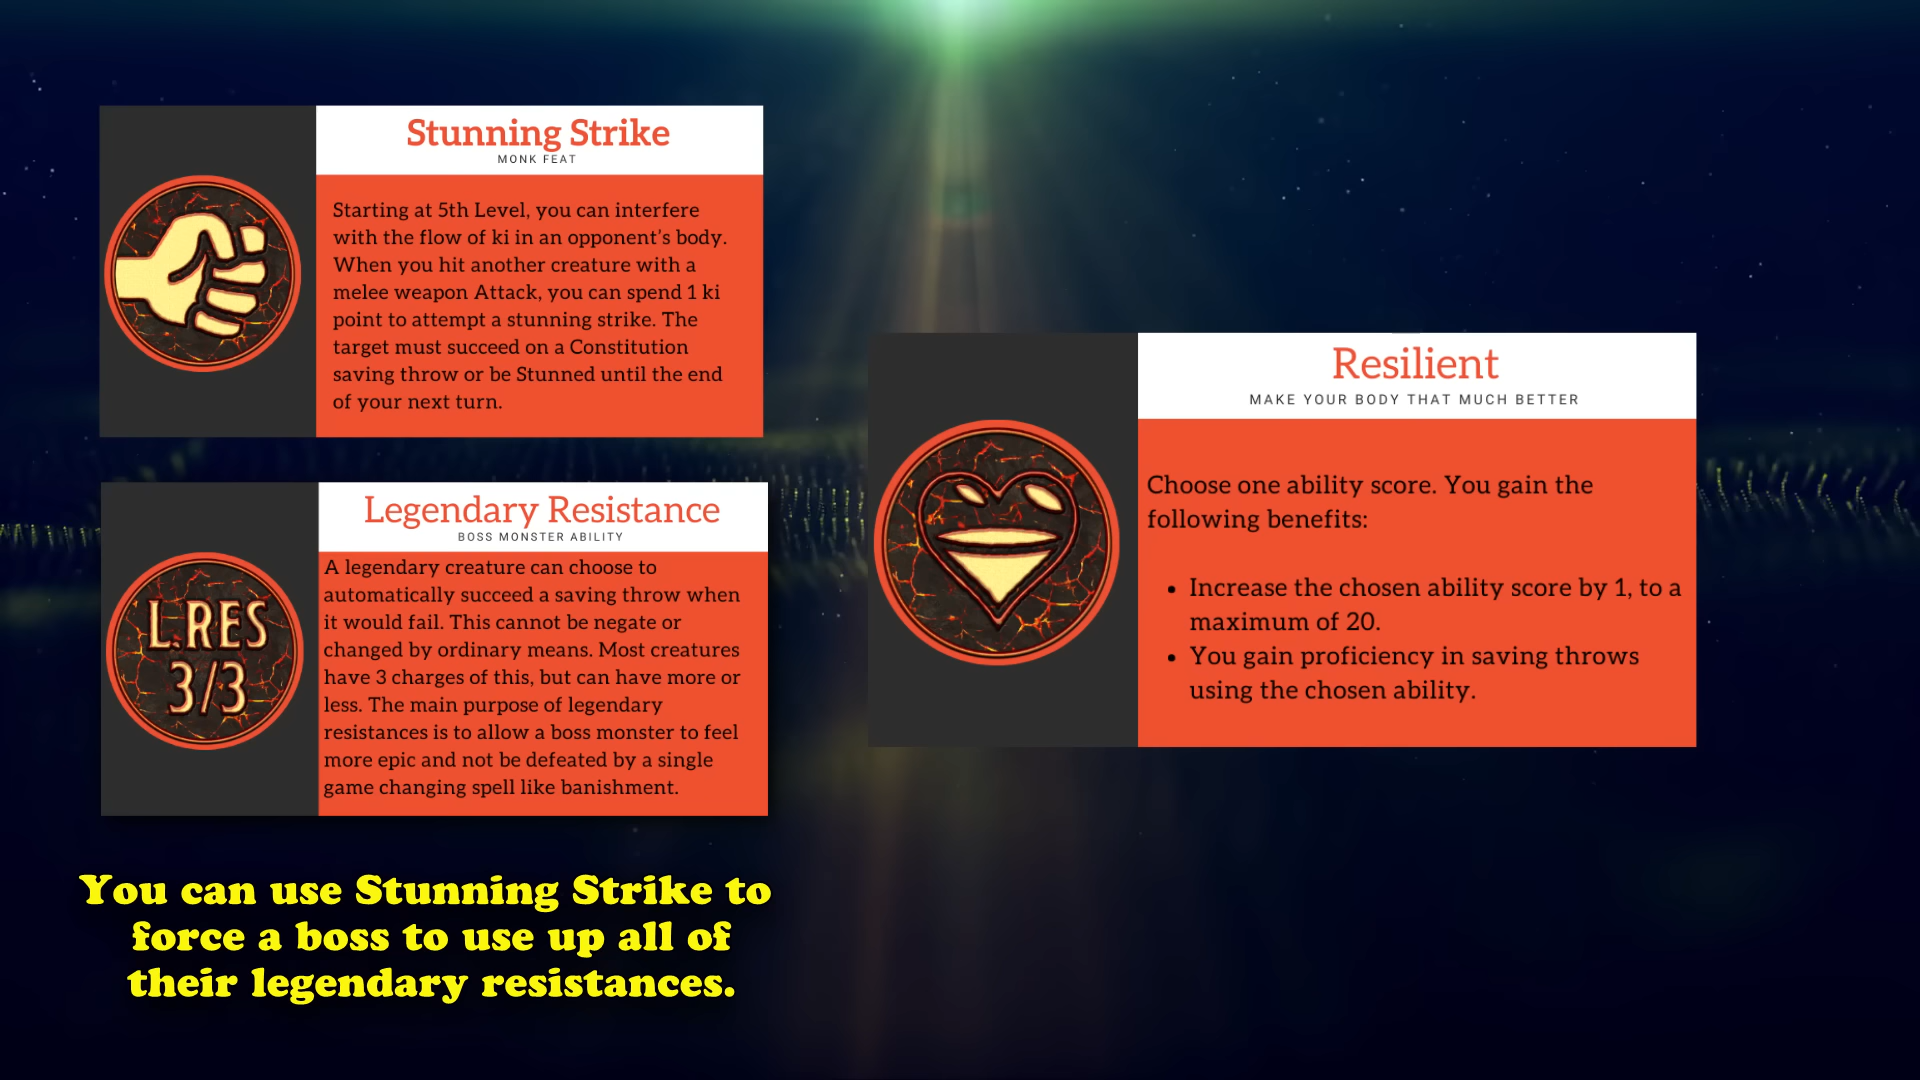 Stunning Strike
MONK FEAT
Starting at 5th Level, you can interfere
with the flow of ki in an opponent's body.
When you hit another creature with a
melee weapon Attack, you can spend 1 ki
point to attempt a stunning strike. The
target must succeed on a Constitution
saving throw or be Stunned until the end
of your next turn.
Legendary Resistance
BOSS MONSTER ABILITY
L.RES
3/3
A legendary creature can choose to
automatically succeed a saving throw when
it would fail. This cannot be negate or
changed by ordinary means. Most creatures
have 3 charges of this, but can have more or
less. The main purpose of legendary
resistances is to allow a boss monster to feel
more epic and not be defeated by a single
game changing spell like banishment.
You can use Stunning Strike to
force a boss to use up all of
their legendary resistances.
Resilient
MAKE YOUR BODY THAT MUCH BETTER
Choose one ability score. You gain the
following benefits:
• Increase the chosen ability score by 1, to a
maximum of 20.
• You gain proficiency in saving throws
using the chosen ability.